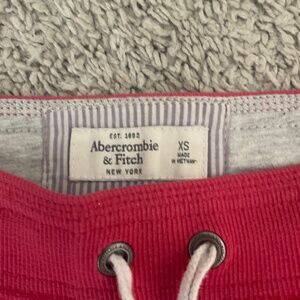 EST. 1892
Abercrombie
& Fitch
NEW YORK
XS
MADE
IN VIETNAM